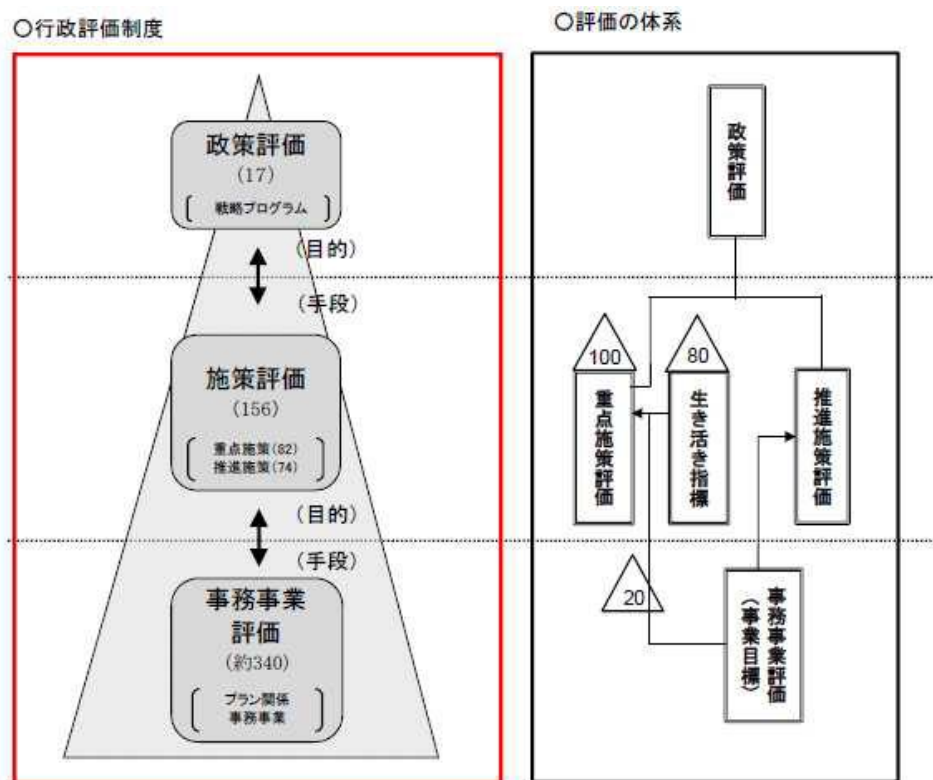 ○行政評価制度
政策評価
(17)
戦略プログラム
(目的)
(手段)
施策評価
(156)
重点施策(82)
推進施策(74)
(目的)
(手段)
事務事業
評価
(約340)
プラン関係
事務事業
○評価の体系
政策評価
100
80
重点施策評価
生き活き指標
推進施策評価
20
事務事業評価
(事業目標)